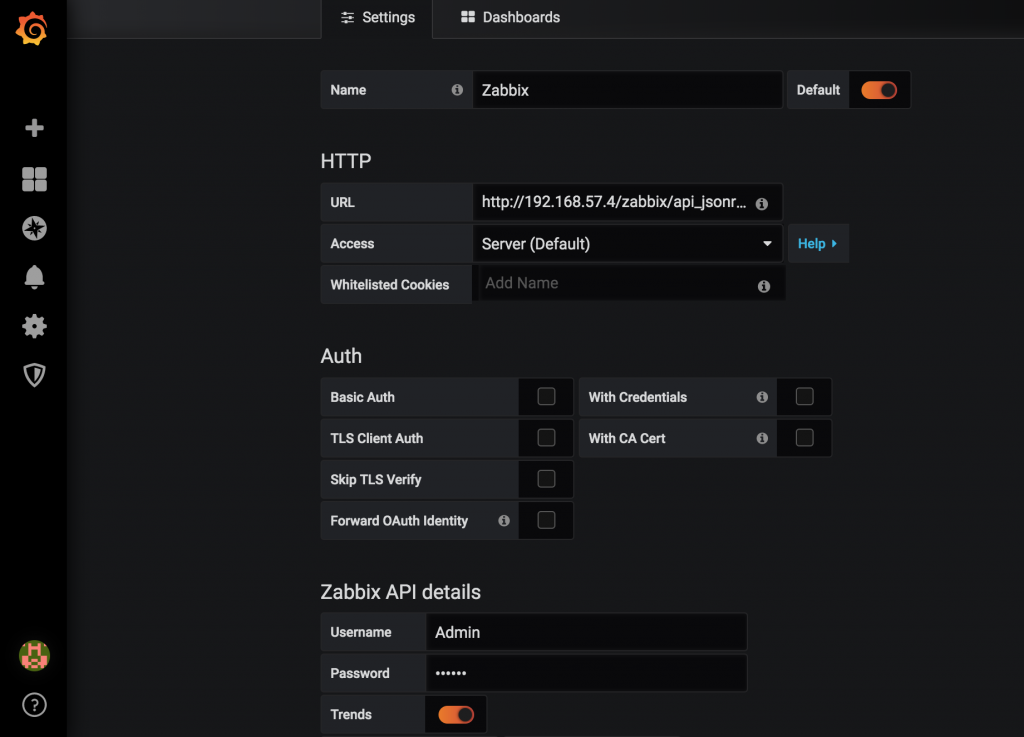 Settings
Dashboards
Name
Zabbix
Default
HTTP
URL
http://192.168.57.4/zabbix/api_jsonr...
Access
Server (Default)
Help
Whitelisted Cookies
Add Name
Auth
Basic Auth
With Credentials
TLS Client Auth
With CA Cert
Skip TLS Verify
Forward OAuth Identity
Zabbix API details
Username
Admin
Password
••••••
Trends